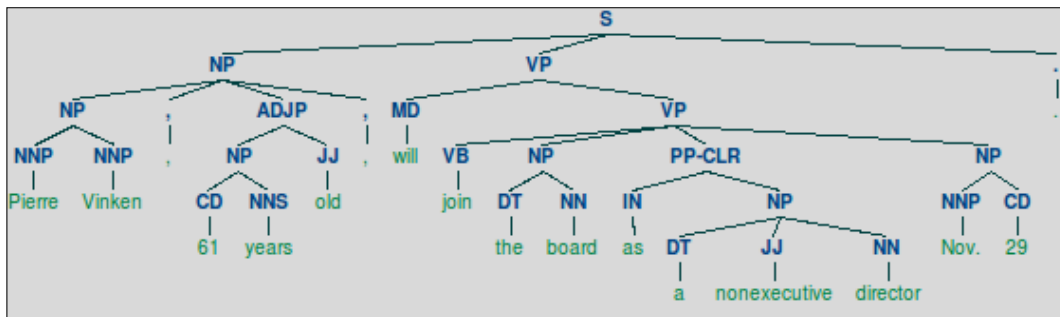 S
NP VP .
NP , ADJP , MD VP .
NNP NNP , NP JJ , will VB NP PP-CLR NP
Pierre Vinken CD NNS old join DT NN IN NP NNP CD
61 years the board as DT JJ NN Nov. 29
a nonexecutive director